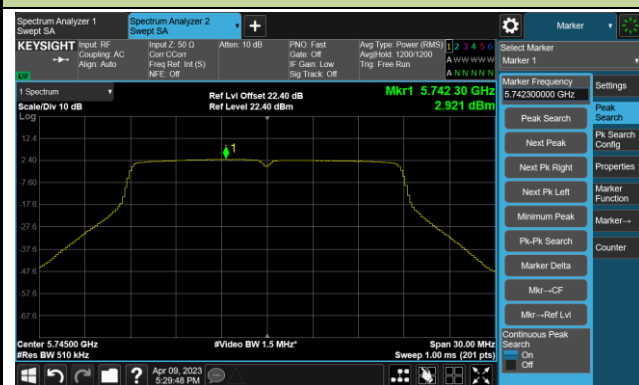 Spectrum Analyzer 1
Swept SA
Spectrum Analyzer 2
Swept SA
+
Marker
KEYSIGHT
Input: RF
Coupling: AC
Align: Auto
Input Z: 50 Ω
Corr CCorr
Freq Ref: Int (S)
NFE: Off
Atten: 10 dB
PNO: Fast
Gate: Off
IF Gain: Low
Sig Track: Off
Avg Type: Power (RMS)
Avg|Hold: 1200/1200
Trig: Free Run
1 2 3 4 5 6
A W W W W W
A N N N N N
LVI
Select Marker
Marker 1
1 Spectrum
Scale/Div 10 dB
Log
Ref Lvl Offset 22.40 dB
Ref Level 22.40 dBm
Mkr1 5.742 30 GHz
2.921 dBm
12.4
2.40
-7.60
-17.6
-27.6
-37.6
-47.6
-57.6
-67.6
1
Center 5.74500 GHz
#Res BW 510 kHz
#Video BW 1.5 MHz*
Span 30.00 MHz
Sweep 1.00 ms (201 pts)
Marker Frequency
5.742300000 GHz
Peak Search
Next Peak
Next Pk Right
Next Pk Left
Minimum Peak
Pk-Pk Search
Marker Delta
Mkr→CF
Mkr→Ref Lvl
Continuous Peak
Search
On
Off
Settings
Peak
Search
Pk Search
Config
Properties
Marker
Function
Marker→
Counter
?
Apr 09, 2023
5:29:48 PM